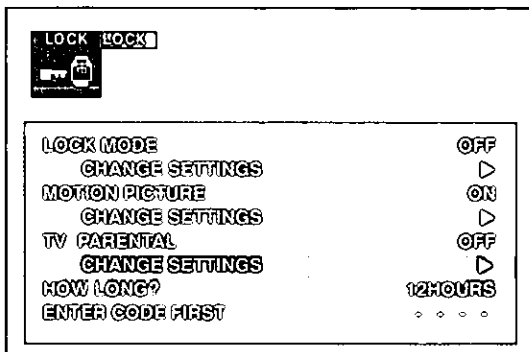 LOCK LOCK
LOCK MODE OFF
CHANGE SETTINGS ▷
MOTION PICTURE ON
CHANGE SETTINGS ▷
TV PARENTAL OFF
CHANGE SETTINGS ▷
HOW LONG? 12HOURS
ENTER CODE FIRST ◦ ◦ ◦ ◦